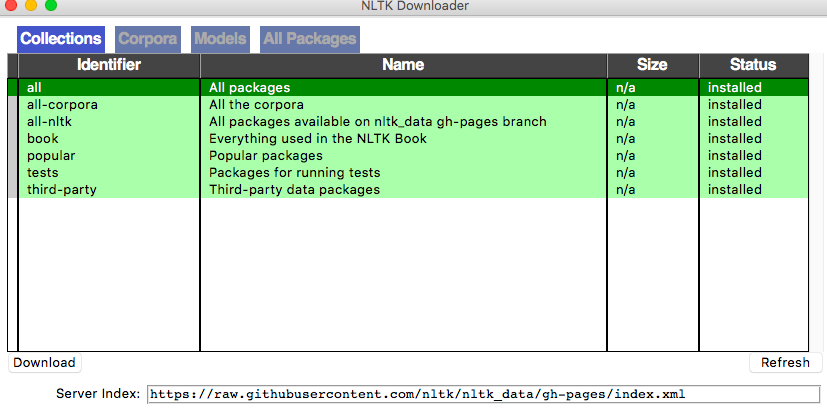 NLTK Downloader
Collections Corpora Models All Packages
Identifier Name Size Status
all All packages n/a installed
all-corpora All the corpora n/a installed
all-nltk All packages available on nltk_data gh-pages branch n/a installed
book Everything used in the NLTK Book n/a installed
popular Popular packages n/a installed
tests Packages for running tests n/a installed
third-party Third-party data packages n/a installed
Download Refresh
Server Index: https://raw.githubusercontent.com/nltk/nltk_data/gh-pages/index.xml